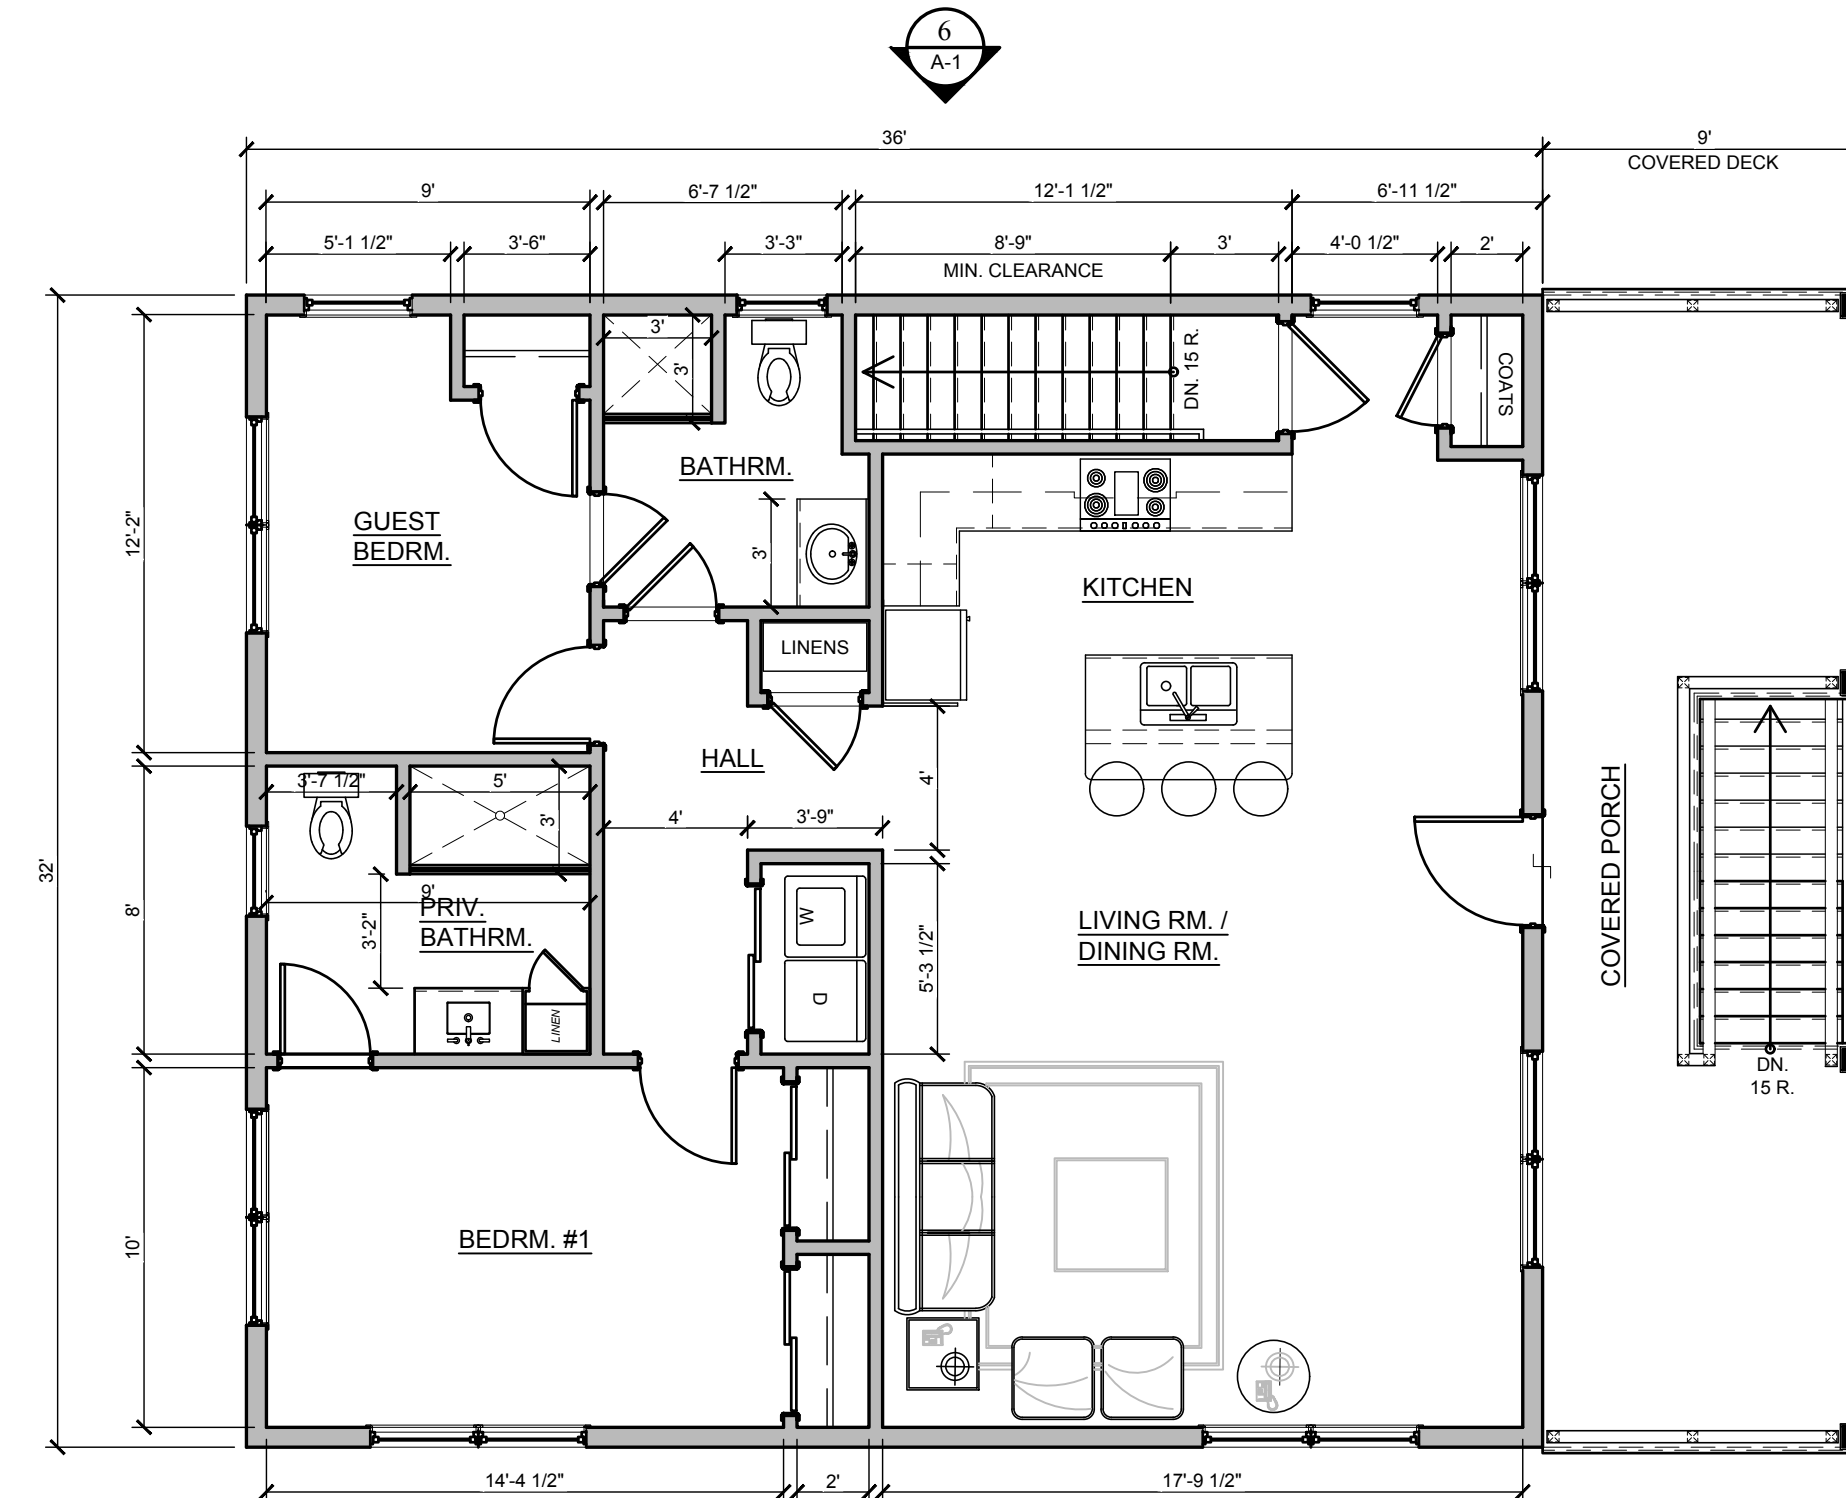 6
A-1
36'
9'
COVERED DECK
9'
6'-7 1/2"
12'-1 1/2"
6'-11 1/2"
5'-1 1/2"
3'-6"
3'-3"
8'-9"
3'
4'-0 1/2"
2'
MIN. CLEARANCE
3'
3'
DN. 15 R.
COATS
BATHRM.
GUEST
BEDRM.
12'-2"
3'
KITCHEN
LINENS
HALL
3'-7 1/2"
5'
3'
4'
4'
3'-9"
32'
8'
9'
PRIV.
BATHRM.
3'-2"
W
D
5'-3 1/2"
LIVING RM. /
DINING RM.
COVERED PORCH
LINEN
DN.
15 R.
10'
BEDRM. #1
14'-4 1/2"
2'
17'-9 1/2"